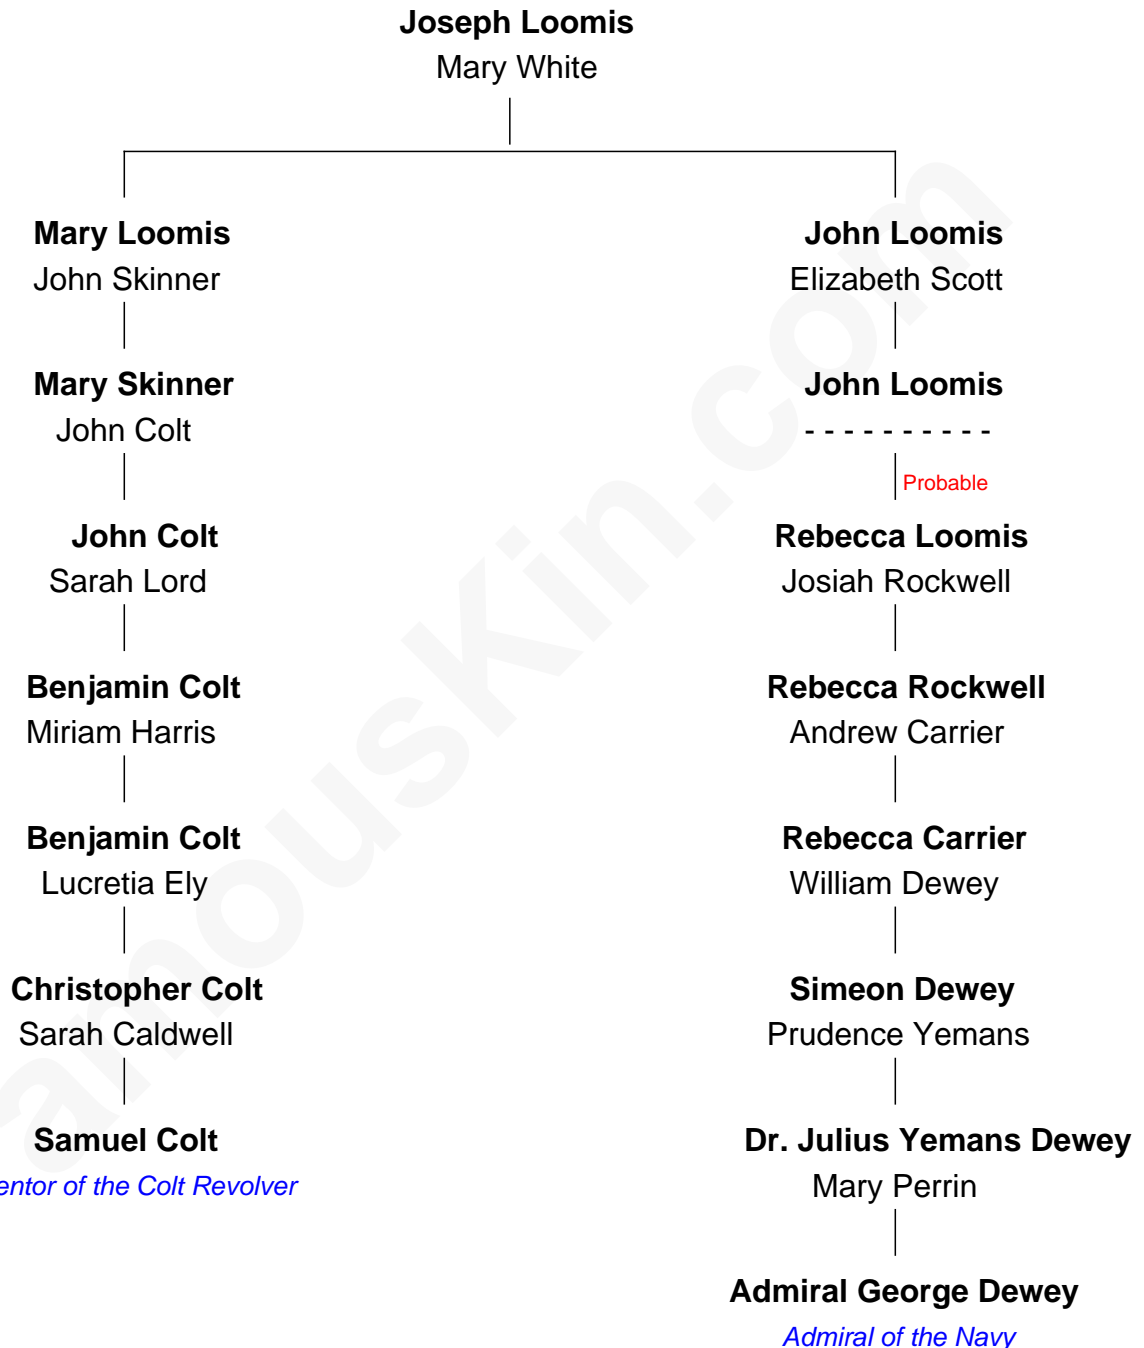 Joseph Loomis
Mary White
Mary Loomis
John Skinner
John Loomis
Elizabeth Scott
Mary Skinner
John Colt
John Loomis
- - - - - - - - - -
Probable
John Colt
Sarah Lord
Rebecca Loomis
Josiah Rockwell
Benjamin Colt
Miriam Harris
Rebecca Rockwell
Andrew Carrier
Benjamin Colt
Lucretia Ely
Rebecca Carrier
William Dewey
Christopher Colt
Sarah Caldwell
Simeon Dewey
Prudence Yemans
Samuel Colt
entor of the Colt Revolver
Dr. Julius Yemans Dewey
Mary Perrin
Admiral George Dewey
Admiral of the Navy
amousKin.com